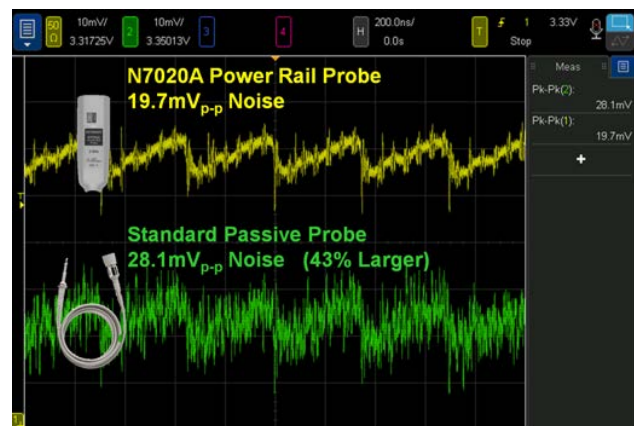 50 Ω 10mV/ 3.31725V 2 10mV/ 3.35013V 3 4 H 200.0ns/ 0.0s T 1 Stop 3.33V
Meas
N7020A Power Rail Probe
19.7mVp-p Noise
Pk-Pk(2):
28.1mV
Pk-Pk(1):
19.7mV
+
T
Standard Passive Probe
28.1mVp-p Noise (43% Larger)